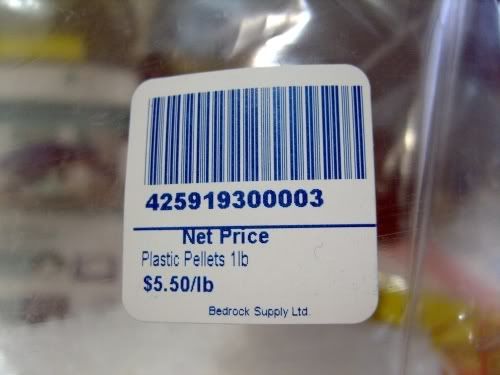 425919300003
Net Price
Plastic Pellets 1lb
$5.50/lb
Bedrock Supply Ltd.